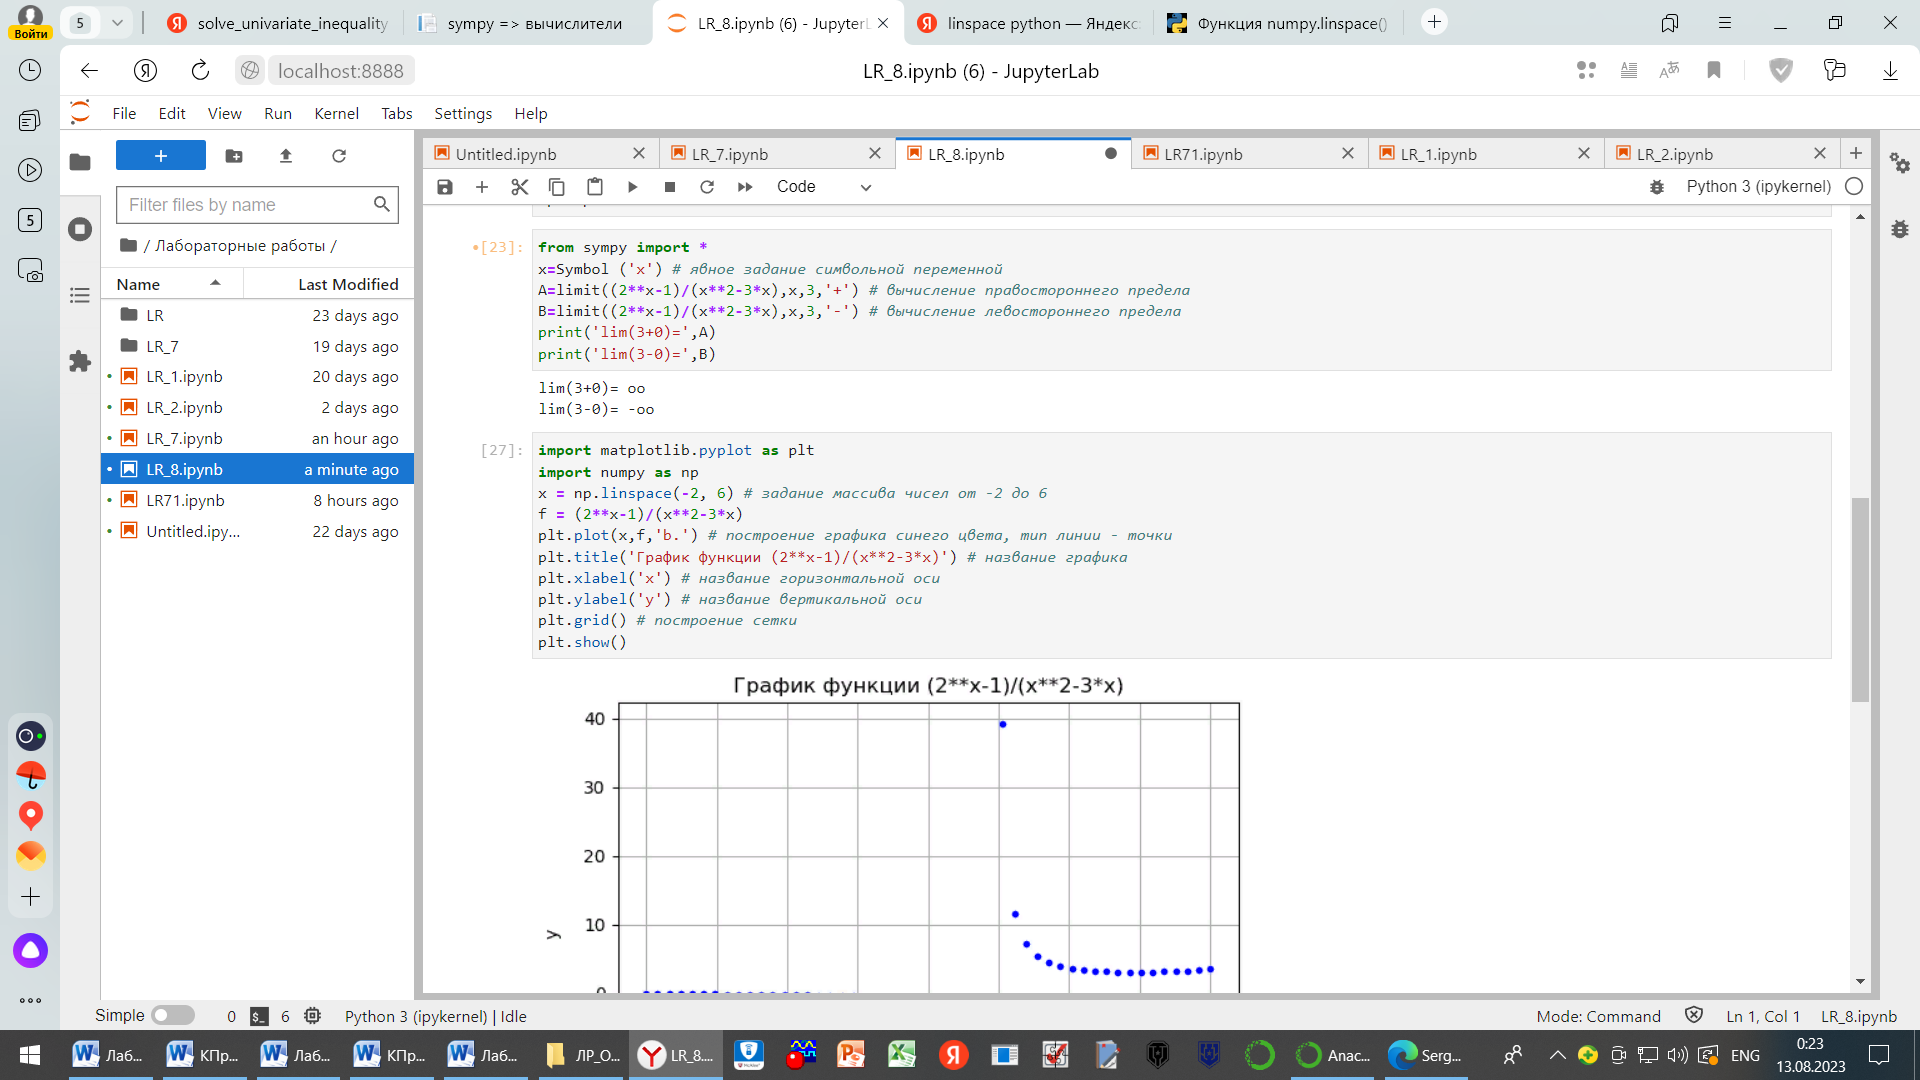 Войти
5
solve_univariate_inequality
sympy => вычислители
LR_8.ipynb (6) - JupyterL
linspace python — Яндекс
Функция numpy.linspace()
localhost:8888
LR_8.ipynb (6) - JupyterLab
File Edit View Run Kernel Tabs Settings Help
Untitled.ipynb
LR_7.ipynb
LR_8.ipynb
LR71.ipynb
LR_1.ipynb
LR_2.ipynb
Code
Python 3 (ipykernel)
Filter files by name
/ Лабораторные работы /
Name Last Modified
LR 23 days ago
LR_7 19 days ago
LR_1.ipynb 20 days ago
LR_2.ipynb 2 days ago
LR_7.ipynb an hour ago
LR_8.ipynb a minute ago
LR71.ipynb 8 hours ago
Untitled.ipy... 22 days ago
5
[23]:
from sympy import *
x=Symbol ('x') # явное задание символьной переменной
A=limit((2**x-1)/(x**2-3*x),x,3,'+') # вычисление правостороннего предела
B=limit((2**x-1)/(x**2-3*x),x,3,'-') # вычисление левостороннего предела
print('lim(3+0)=',A)
print('lim(3-0)=',B)
lim(3+0)= oo
lim(3-0)= -oo
[27]:
import matplotlib.pyplot as plt
import numpy as np
x = np.linspace(-2, 6) # задание массива чисел от -2 до 6
f = (2**x-1)/(x**2-3*x)
plt.plot(x,f,'b.') # построение графика синего цвета, тип линии - точки
plt.title('График функции (2**x-1)/(x**2-3*x)') # название графика
plt.xlabel('x') # название горизонтальной оси
plt.ylabel('y') # название вертикальной оси
plt.grid() # построение сетки
plt.show()
График функции (2**x-1)/(x**2-3*x)
40
30
20
10
0
y
Simple 0 6 Python 3 (ipykernel) | Idle
Mode: Command Ln 1, Col 1 LR_8.ipynb
Лаб...
КПр...
Лаб...
КПр...
Лаб...
ЛР_О...
LR_8....
Anac...
Serg...
ENG
0:23
13.08.2023